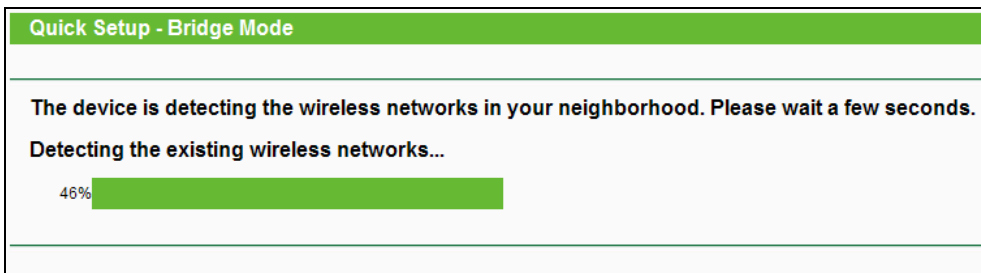 Quick Setup - Bridge Mode
The device is detecting the wireless networks in your neighborhood. Please wait a few seconds.
Detecting the existing wireless networks...
46%